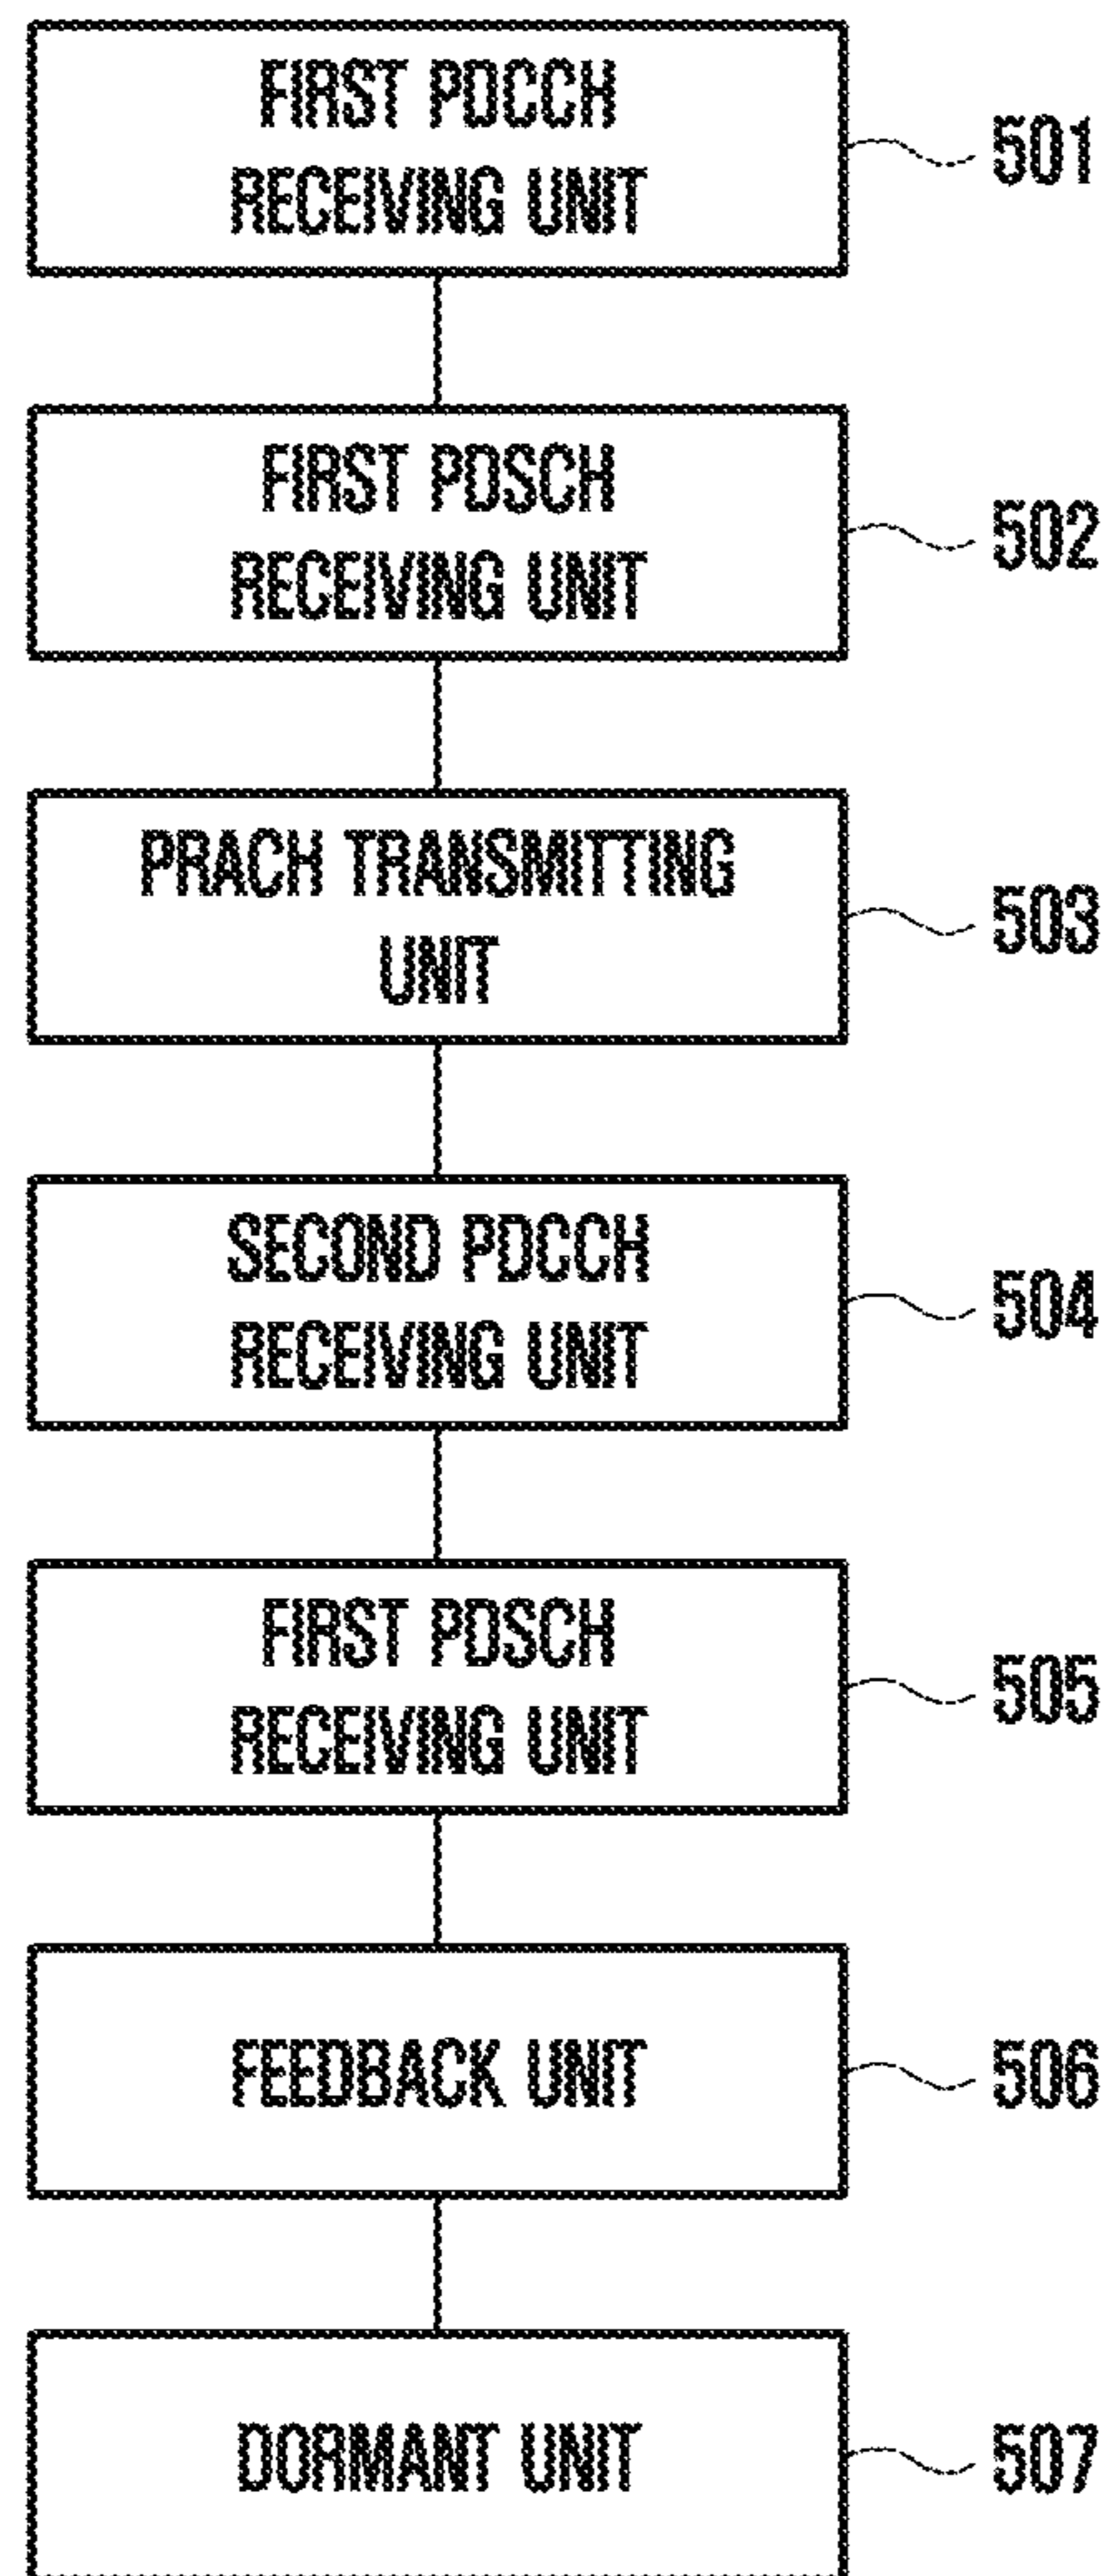 FIRST PDCCH
RECEIVING UNIT
501
FIRST PDSCH
RECEIVING UNIT
502
PRACH TRANSMITTING
UNIT
503
SECOND PDCCH
RECEIVING UNIT
504
FIRST PDSCH
RECEIVING UNIT
505
FEEDBACK UNIT
506
DORMANT UNIT
507